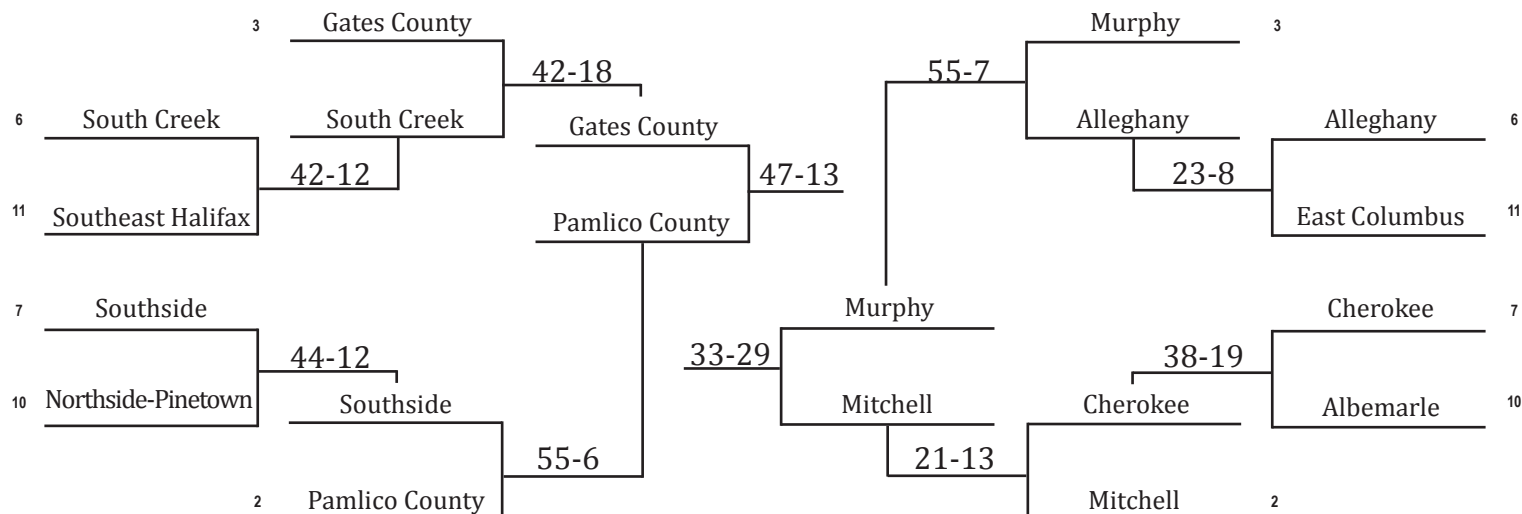 3 Gates County
42-18
6 South Creek
South Creek
Gates County
42-12
47-13
11 Southeast Halifax
Pamlico County
7 Southside
44-12
10 Northside-Pinetown
Southside
55-6
2 Pamlico County
Murphy 3
55-7
Alleghany
Alleghany 6
23-8
East Columbus 11
Murphy
Cherokee 7
33-29
38-19
Mitchell
Cherokee
Albemarle 10
21-13
Mitchell 2